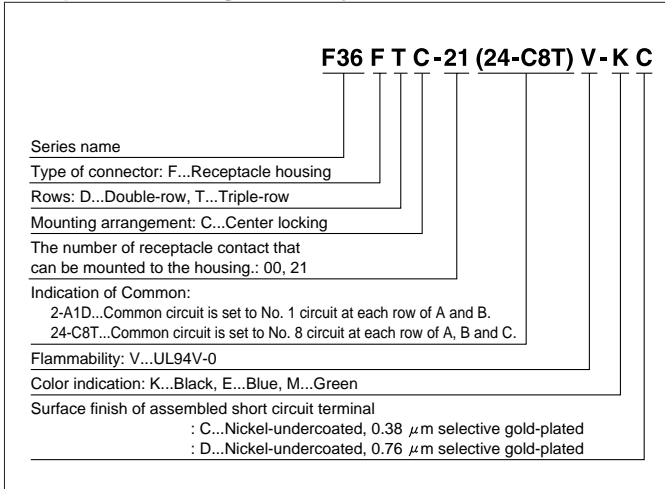 F36 F T C-21 (24-C8T) V-K C
Series name
Type of connector: F...Receptacle housing
Rows: D...Double-row, T...Triple-row
Mounting arrangement: C...Center locking
The number of receptacle contact that
can be mounted to the housing.: 00, 21
Indication of Common:
2-A1D...Common circuit is set to No. 1 circuit at each row of A and B.
24-C8T...Common circuit is set to No. 8 circuit at each row of A, B and C.
Flammability: V...UL94V-0
Color indication: K...Black, E...Blue, M...Green
Surface finish of assembled short circuit terminal
: C...Nickel-undercoated, 0.38 μm selective gold-plated
: D...Nickel-undercoated, 0.76 μm selective gold-plated